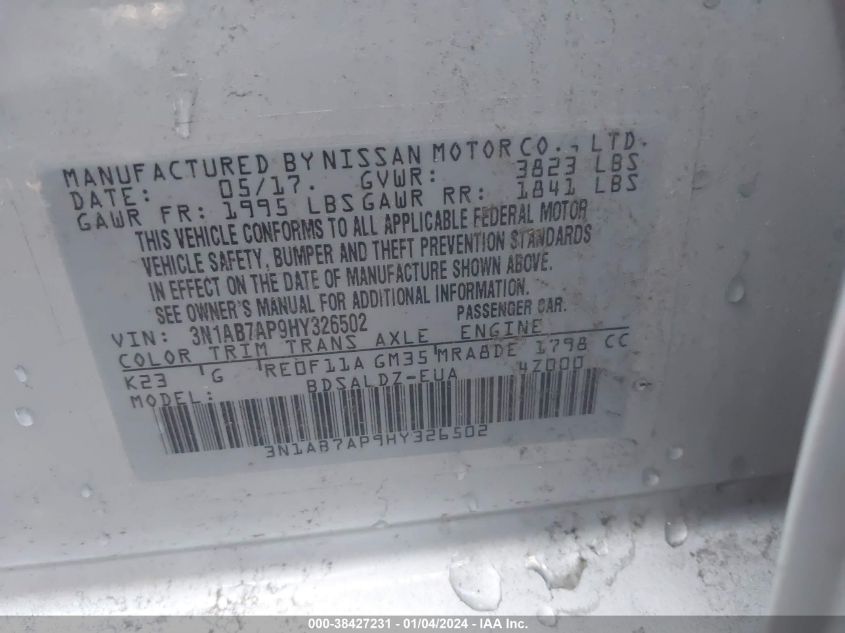 MANUFACTURED BY NISSAN MOTOR CO., LTD.
DATE: 05/17. GVWR: 3823 LBS
GAWR FR: 1995 LBS GAWR RR: 1841 LBS
THIS VEHICLE CONFORMS TO ALL APPLICABLE FEDERAL MOTOR
VEHICLE SAFETY, BUMPER AND THEFT PREVENTION STANDARDS
IN EFFECT ON THE DATE OF MANUFACTURE SHOWN ABOVE.
SEE OWNER'S MANUAL FOR ADDITIONAL INFORMATION.
VIN: 3N1AB7AP9HY326502 PASSENGER CAR.
COLOR TRIM TRANS AXLE ENGINE
K23 G RE0F11A GM35 MRA8DE 1798 CC
MODEL: BDSALDZ-EUA 4Z000
3N1AB7AP9HY326502
000-38427231 - 01/04/2024 - IAA Inc.